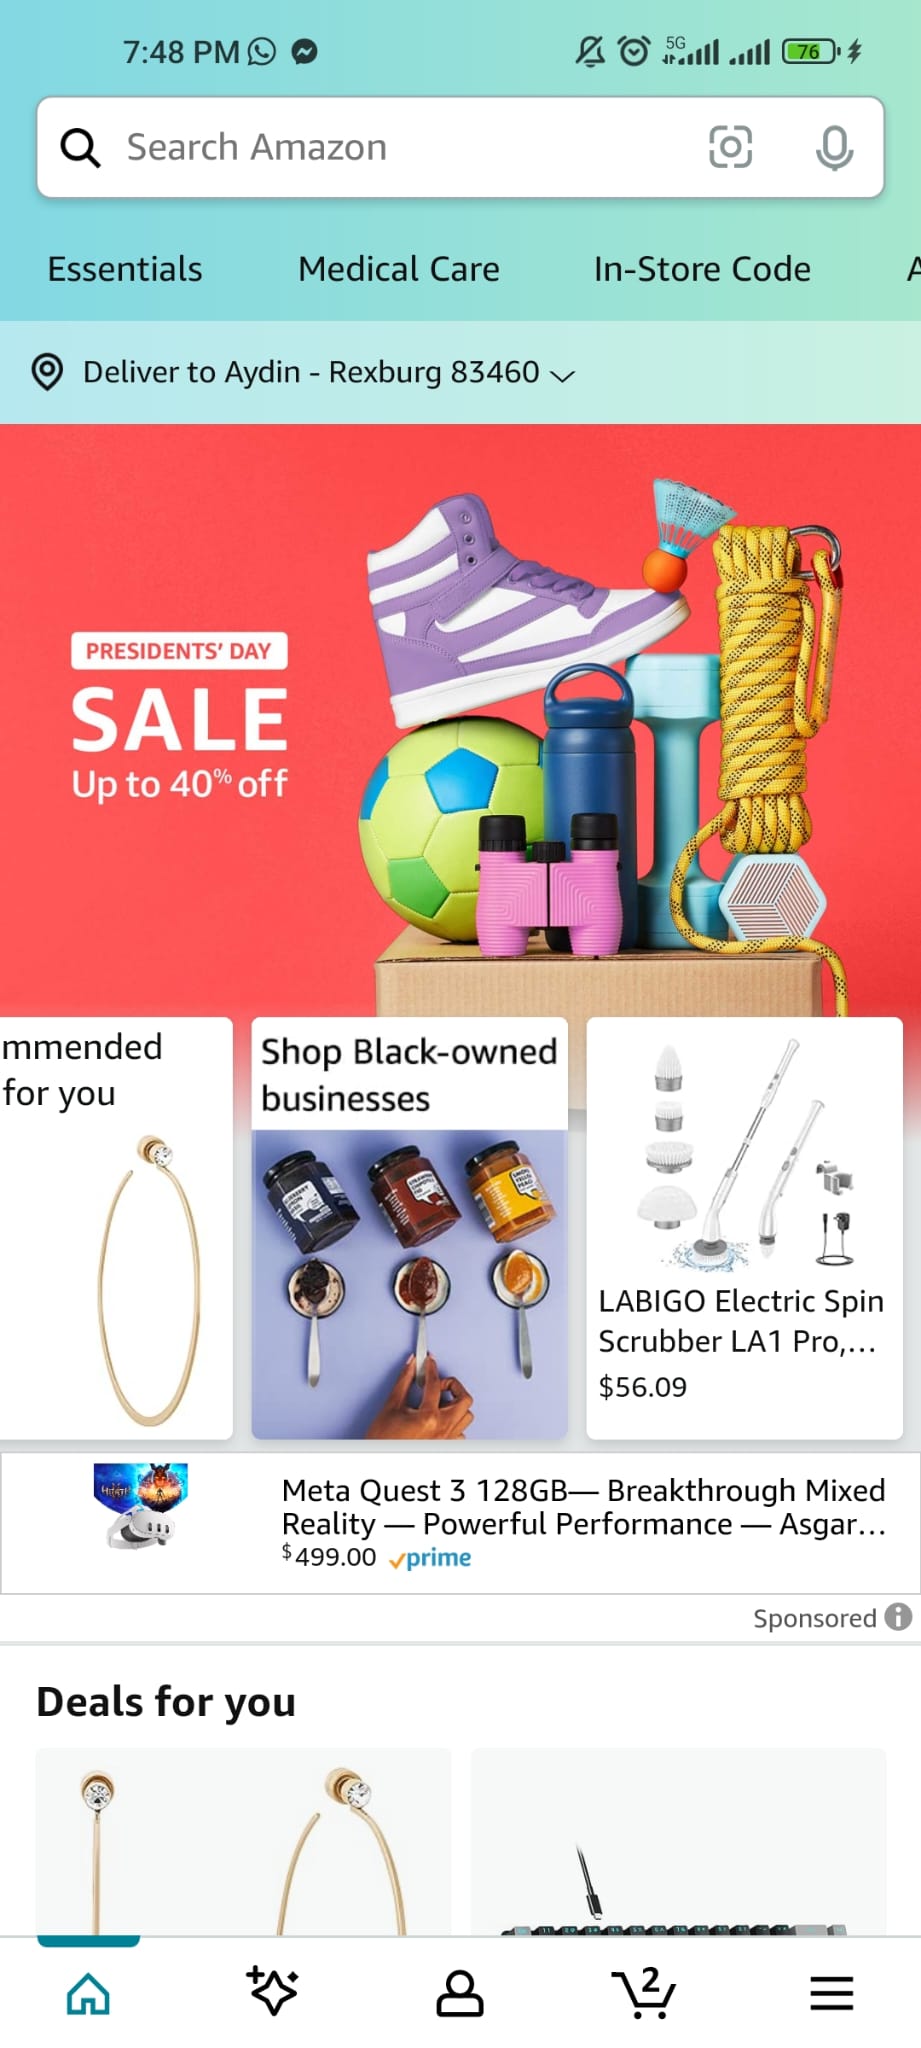 7:48 PM
5G
76
Search Amazon
Essentials
Medical Care
In-Store Code
A
Deliver to Aydin - Rexburg 83460
PRESIDENTS' DAY
SALE
Up to 40% off
mmended
for you
Shop Black-owned
businesses
LABIGO Electric Spin
Scrubber LA1 Pro,...
$56.09
Meta Quest 3 128GB— Breakthrough Mixed
Reality — Powerful Performance — Asgar...
$499.00 prime
Sponsored
Deals for you
2